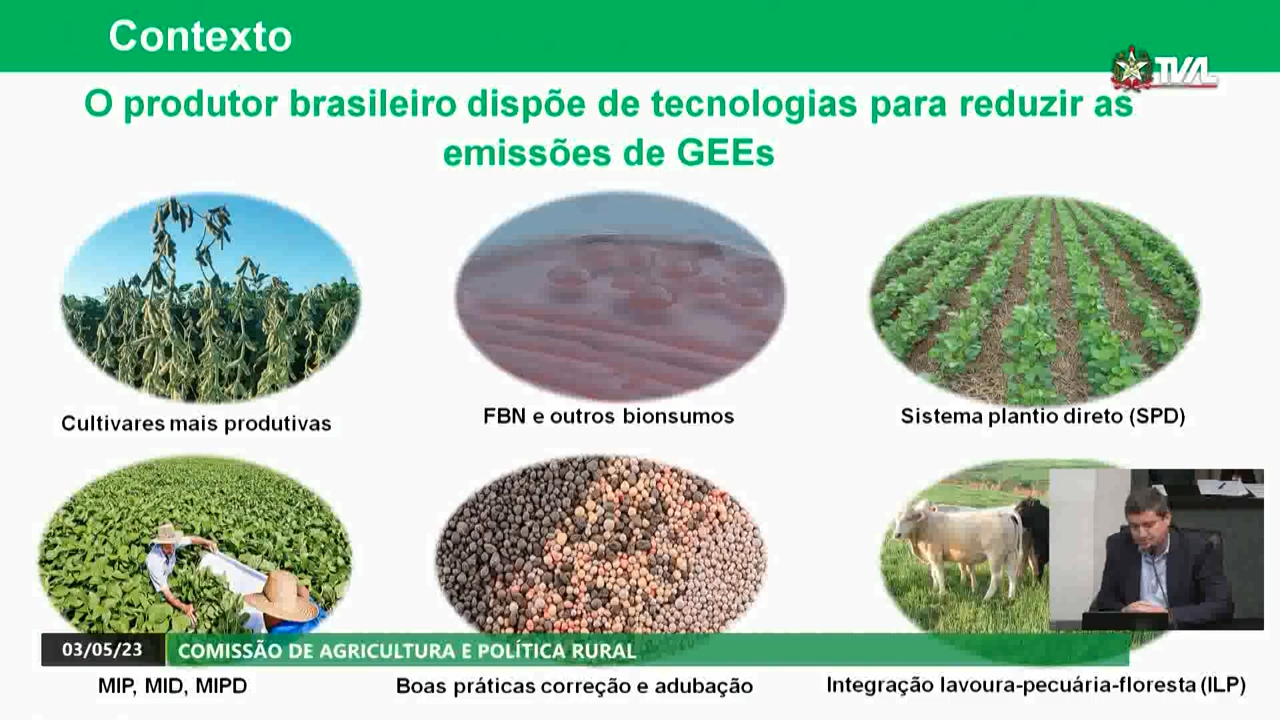 Contexto
TVAL
O produtor brasileiro dispõe de tecnologias para reduzir as
emissões de GEEs
Cultivares mais produtivas
FBN e outros bionsumos
Sistema plantio direto (SPD)
03/05/23
COMISSÃO DE AGRICULTURA E POLÍTICA RURAL
MIP, MID, MIPD
Boas práticas correção e adubação
Integração lavoura-pecuária-floresta (ILP)